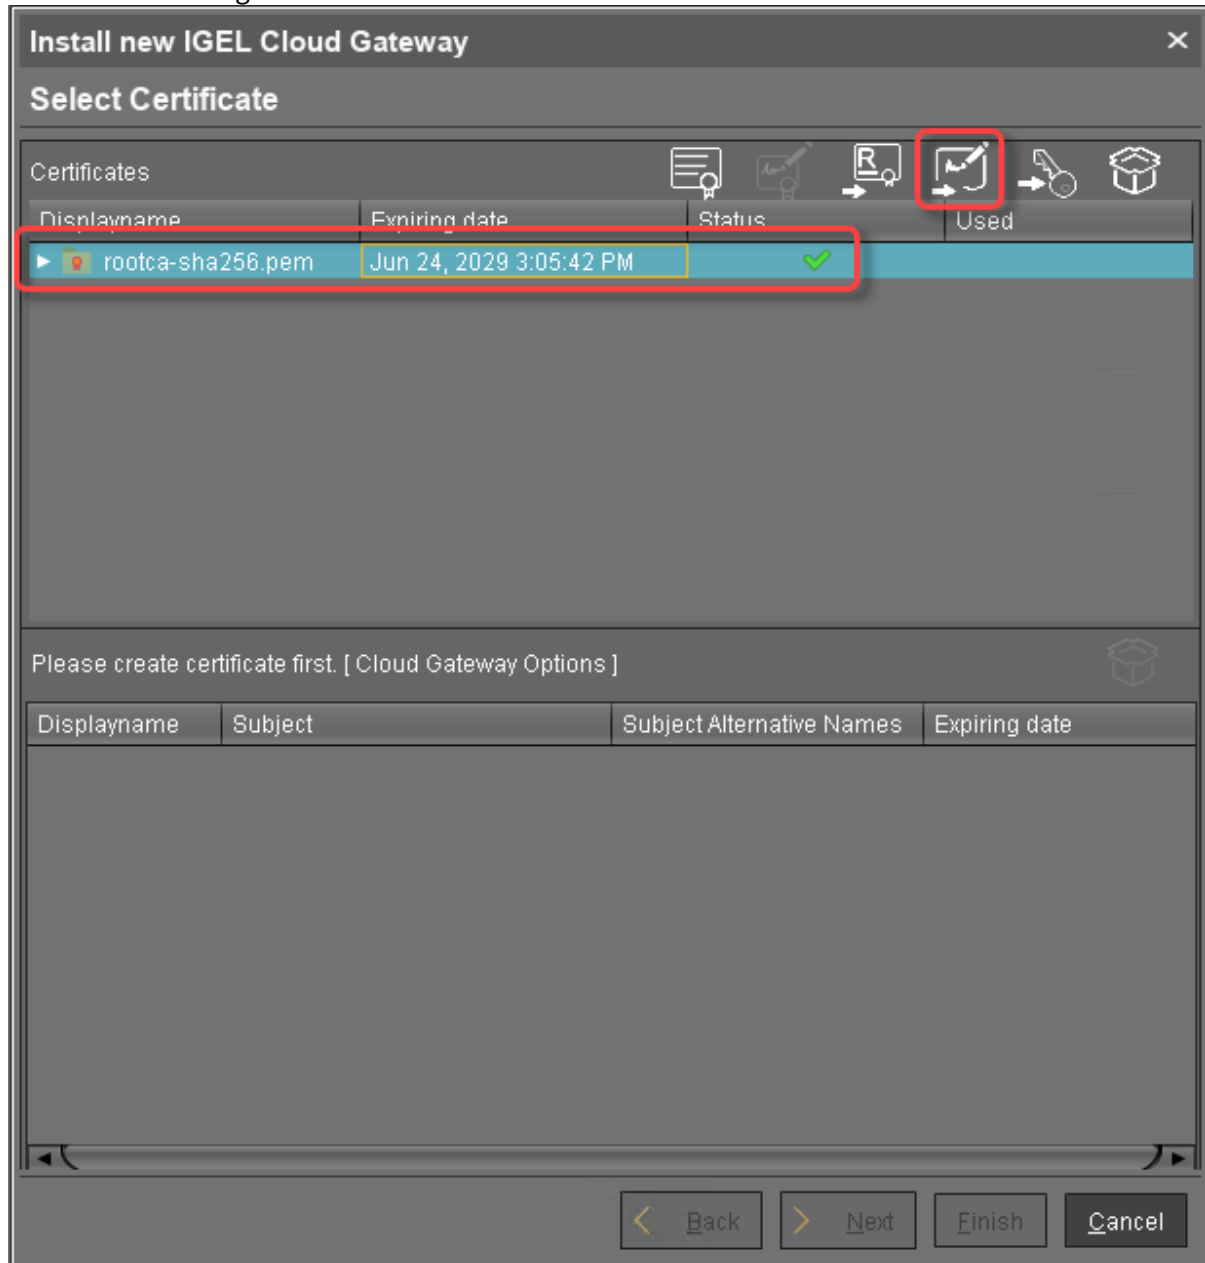 Install new IGEL Cloud Gateway
Select Certificate
Certificates
R
Displayname Expiring date Status Used
rootca-sha256.pem Jun 24, 2029 3:05:42 PM
Please create certificate first. [ Cloud Gateway Options ]
Displayname Subject Subject Alternative Names Expiring date
Back Next Finish Cancel